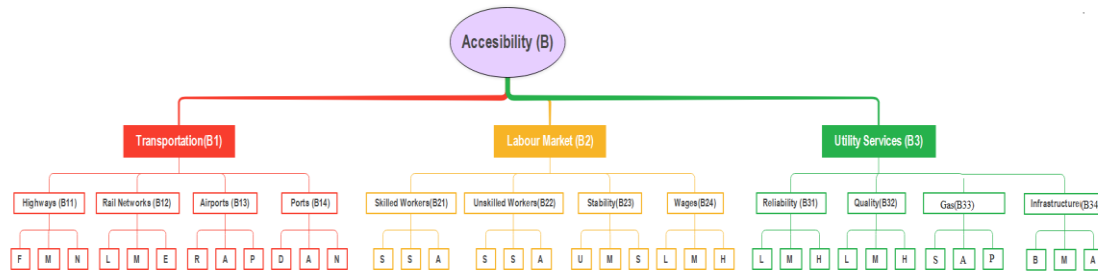 Accesibility (B)
Transportation(B1)
Labour Market (B2)
Utility Services (B3)
Highways (B11)
Rail Networks (B12)
Airports (B13)
Ports (B14)
Skilled Workers(B21)
Unskilled Workers(B22)
Stability(B23)
Wages(B24)
Reliability (B31)
Quality(B32)
Gas(B33)
Infrastructure(B34
F M N
L M E
R A P
D A N
S S A
S S A
U M S
L M H
L M H
L M H
S A P
B M A